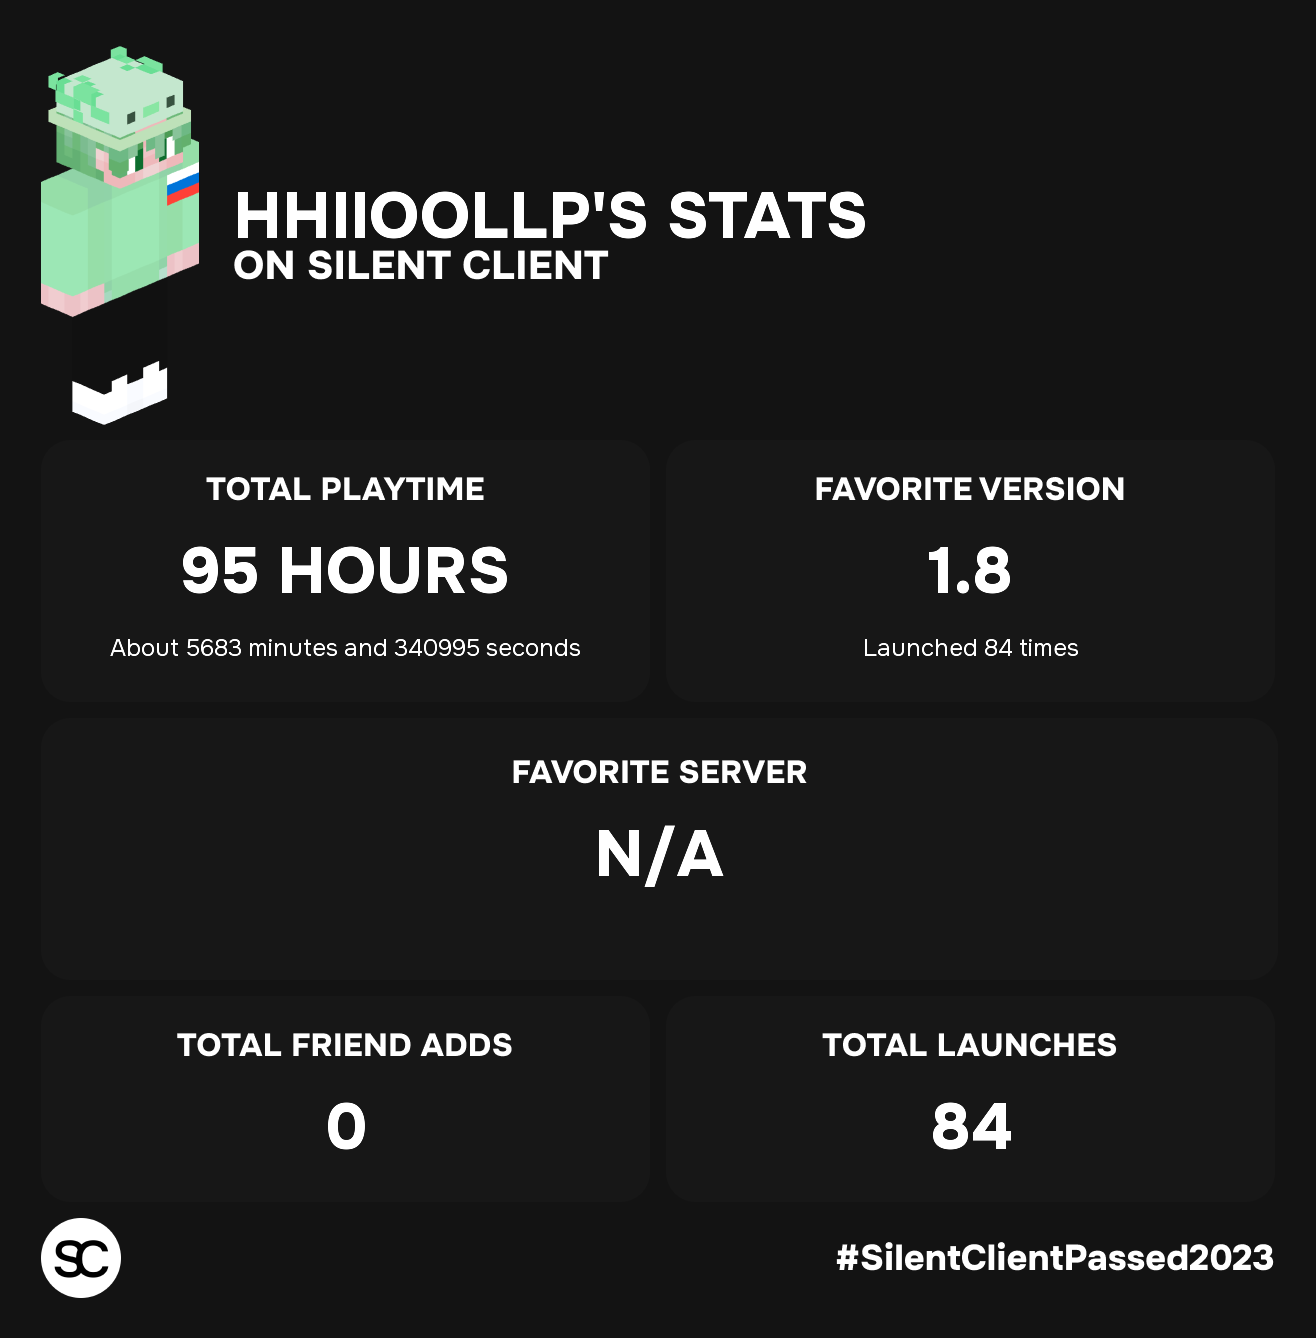 HHIIOOLLP'S STATS
ON SILENT CLIENT
TOTAL PLAYTIME
95 HOURS
About 5683 minutes and 340995 seconds
FAVORITE VERSION
1.8
Launched 84 times
FAVORITE SERVER
N/A
TOTAL FRIEND ADDS
0
TOTAL LAUNCHES
84
SC
#SilentClientPassed2023